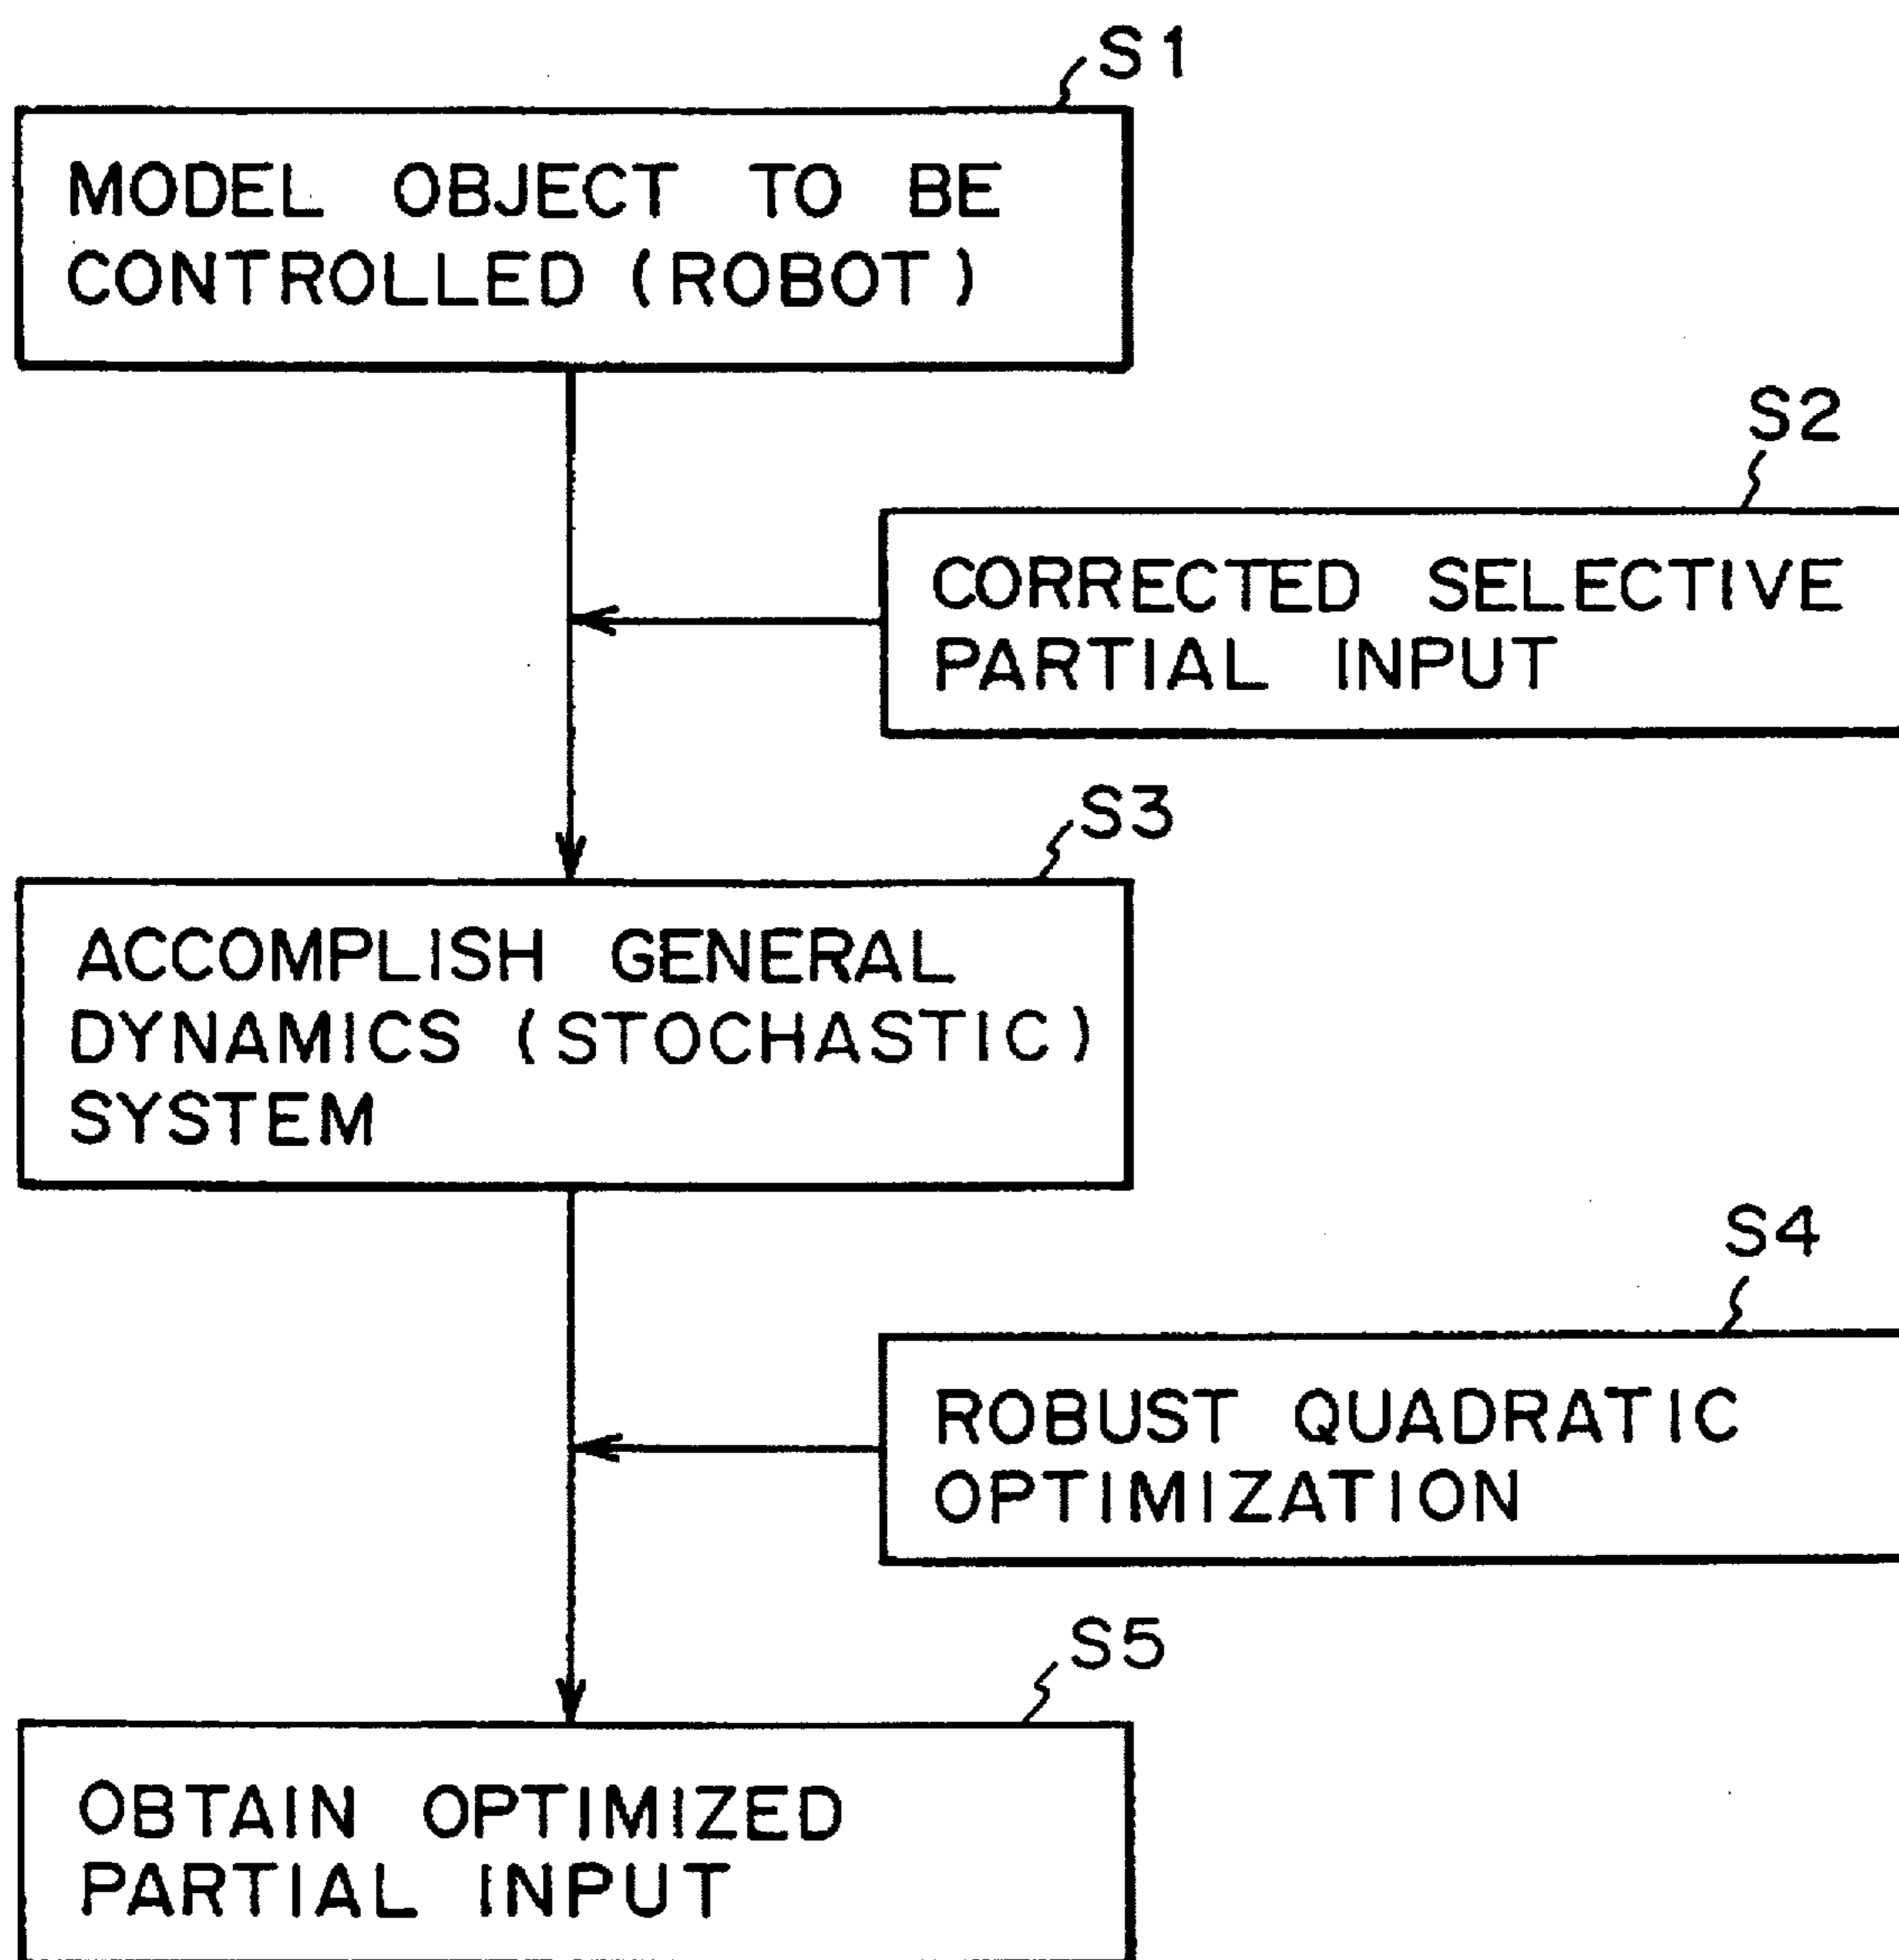 S1
MODEL OBJECT TO BE
CONTROLLED (ROBOT)
S2
CORRECTED SELECTIVE
PARTIAL INPUT
S3
ACCOMPLISH GENERAL
DYNAMICS (STOCHASTIC)
SYSTEM
S4
ROBUST QUADRATIC
OPTIMIZATION
S5
OBTAIN OPTIMIZED
PARTIAL INPUT